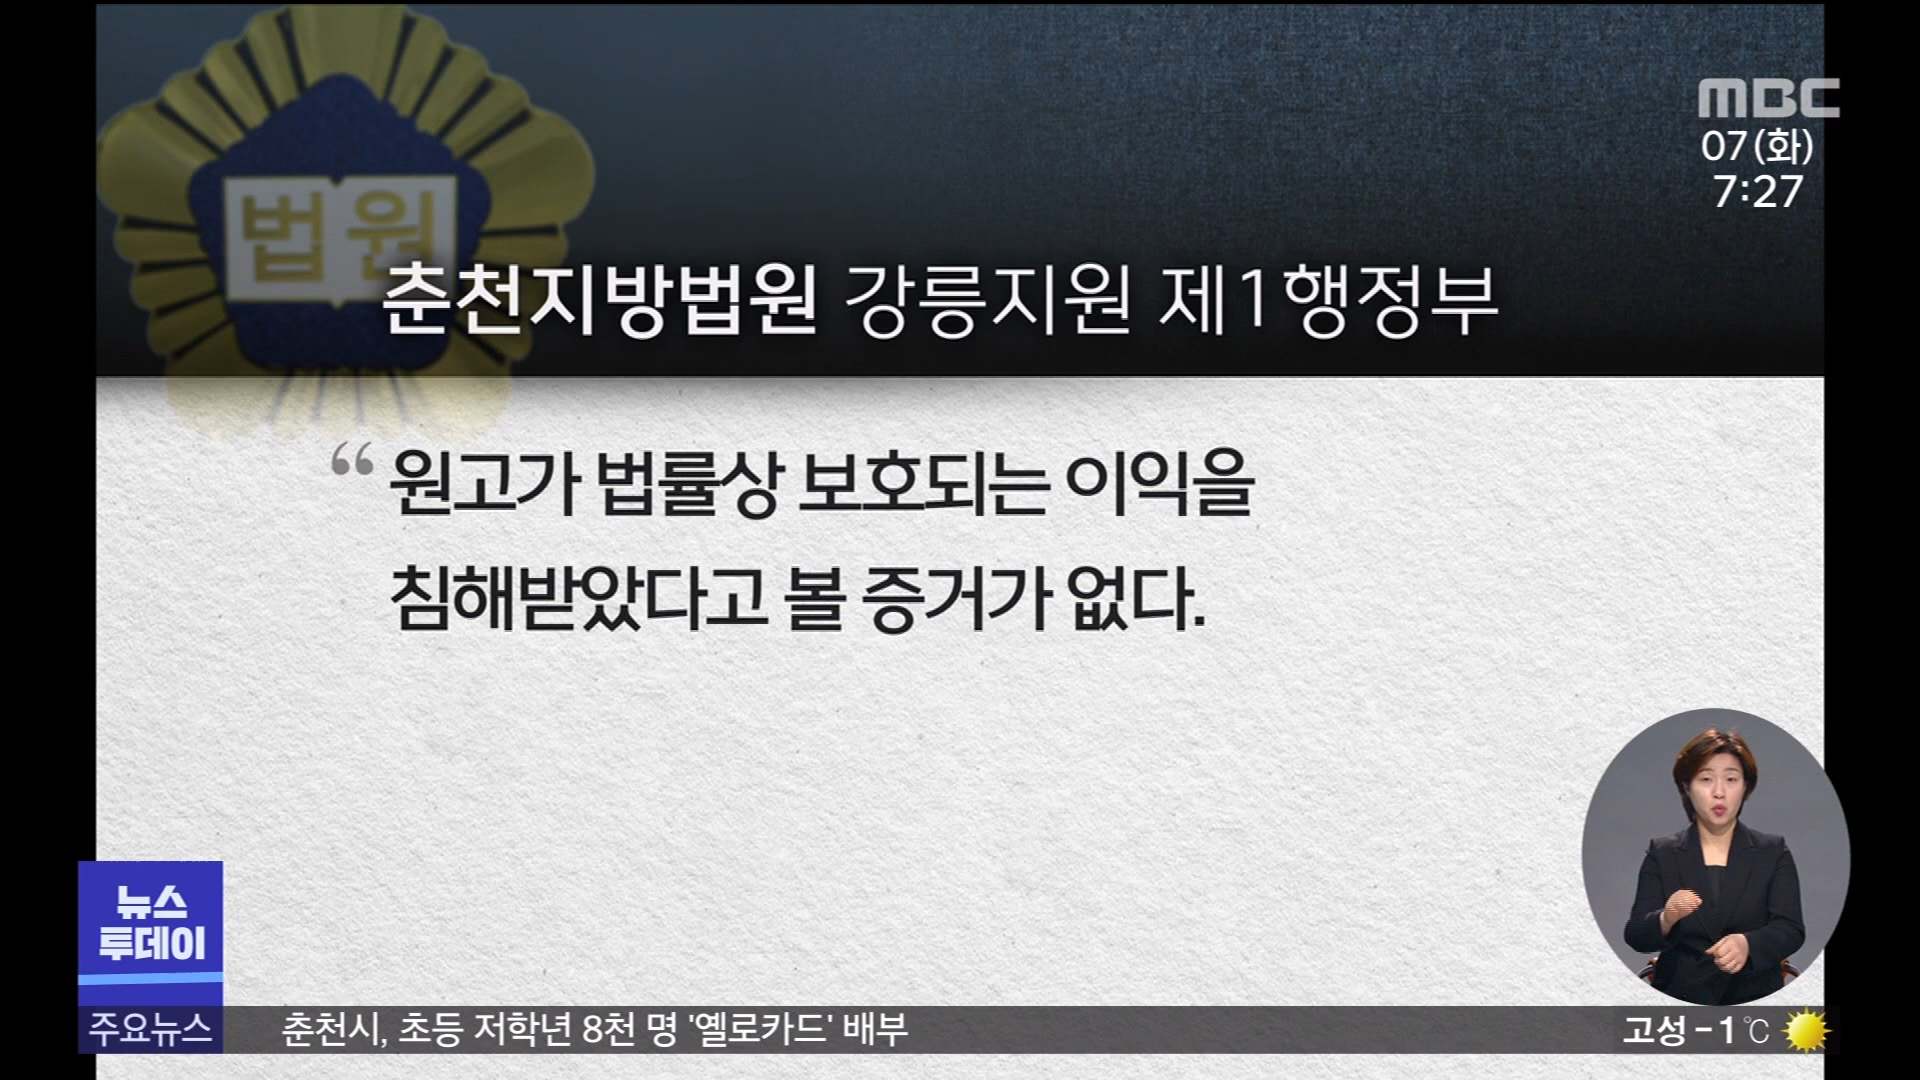 MBC
07(화)
7:27
법원
춘천지방법원 강릉지원 제1행정부
“원고가 법률상 보호되는 이익을
침해받았다고 볼 증거가 없다.
뉴스
투데이
주요뉴스
춘천시, 초등 저학년 8천 명 '옐로카드' 배부
고성 -1℃